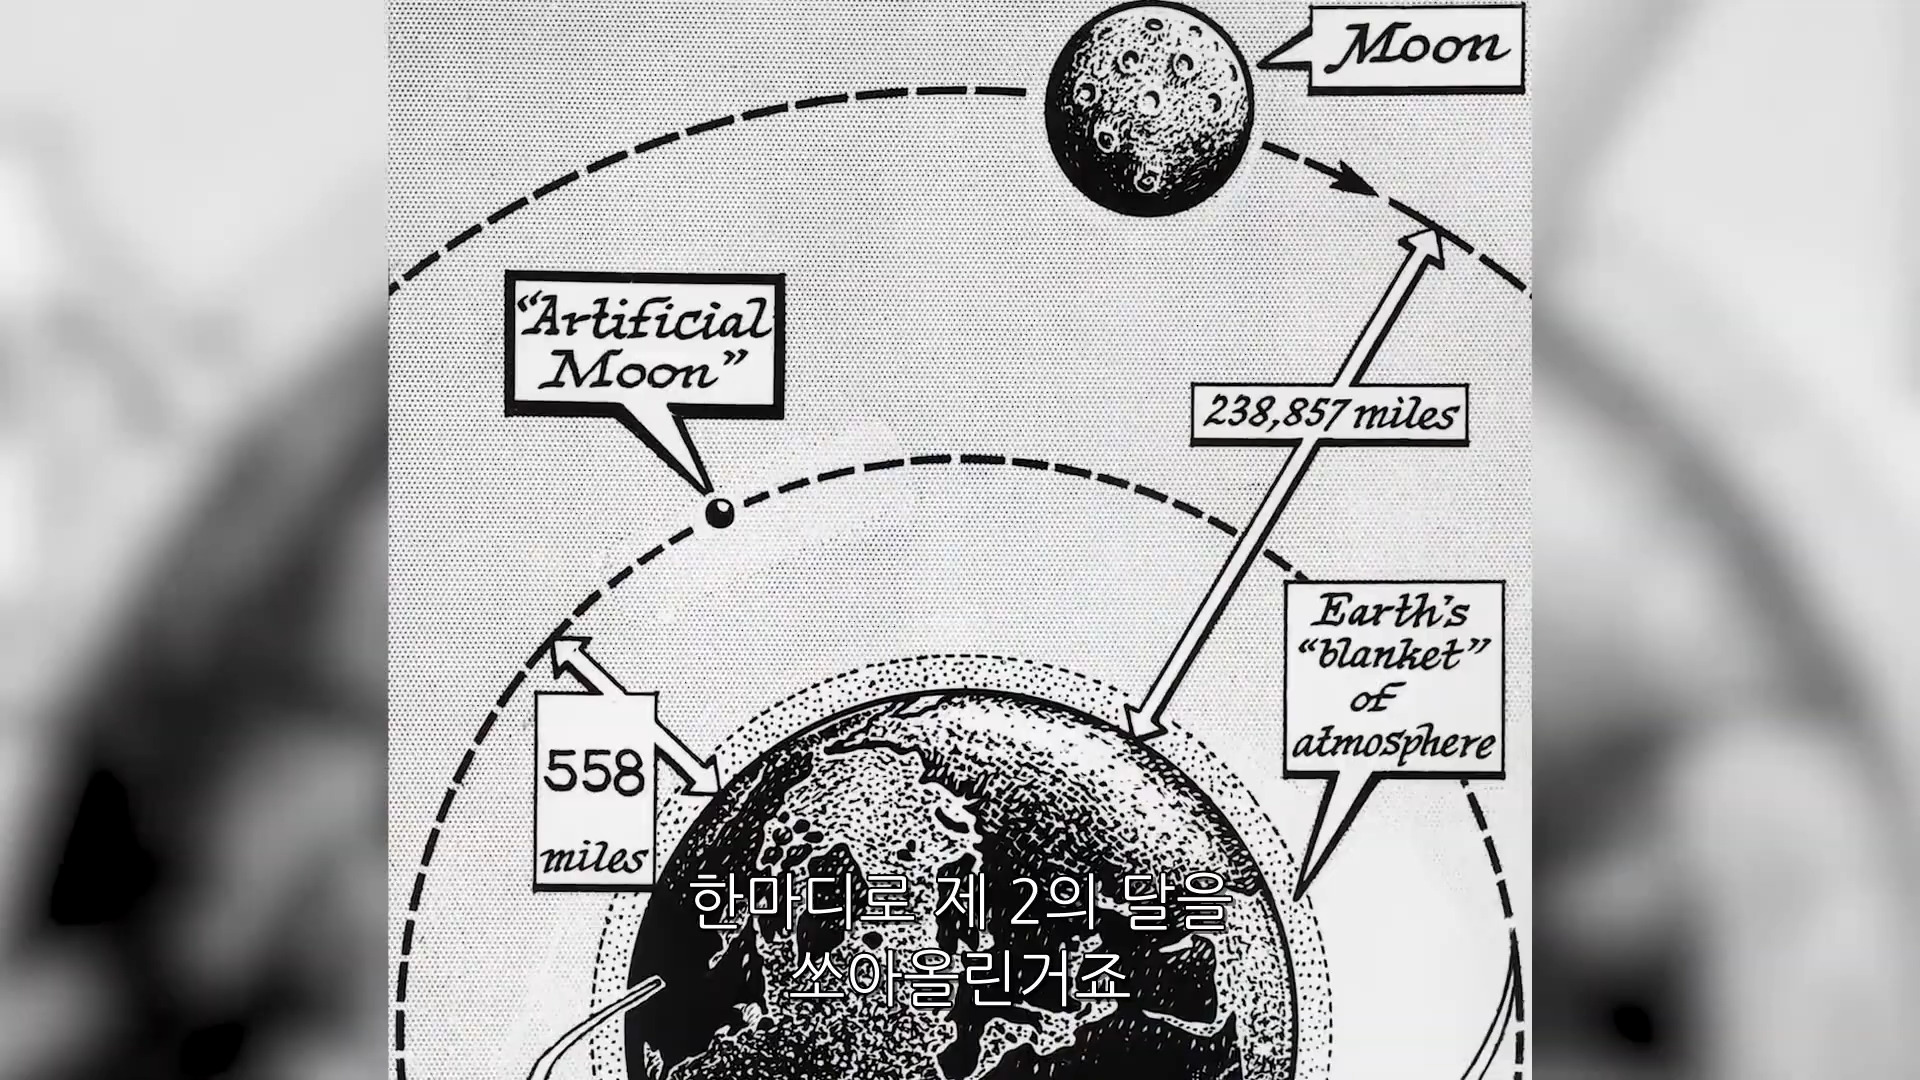 Moon
“Artificial
Moon”
238,857 miles
Earth's
“blanket”
of
atmosphere
558
miles
한마디로 제 2의 달을
쏘아올린거죠